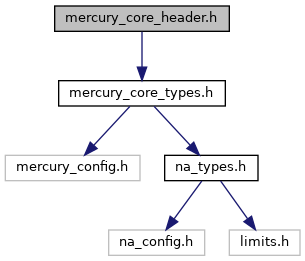 mercury_core_header.h
mercury_core_types.h
mercury_config.h
na_types.h
na_config.h
limits.h